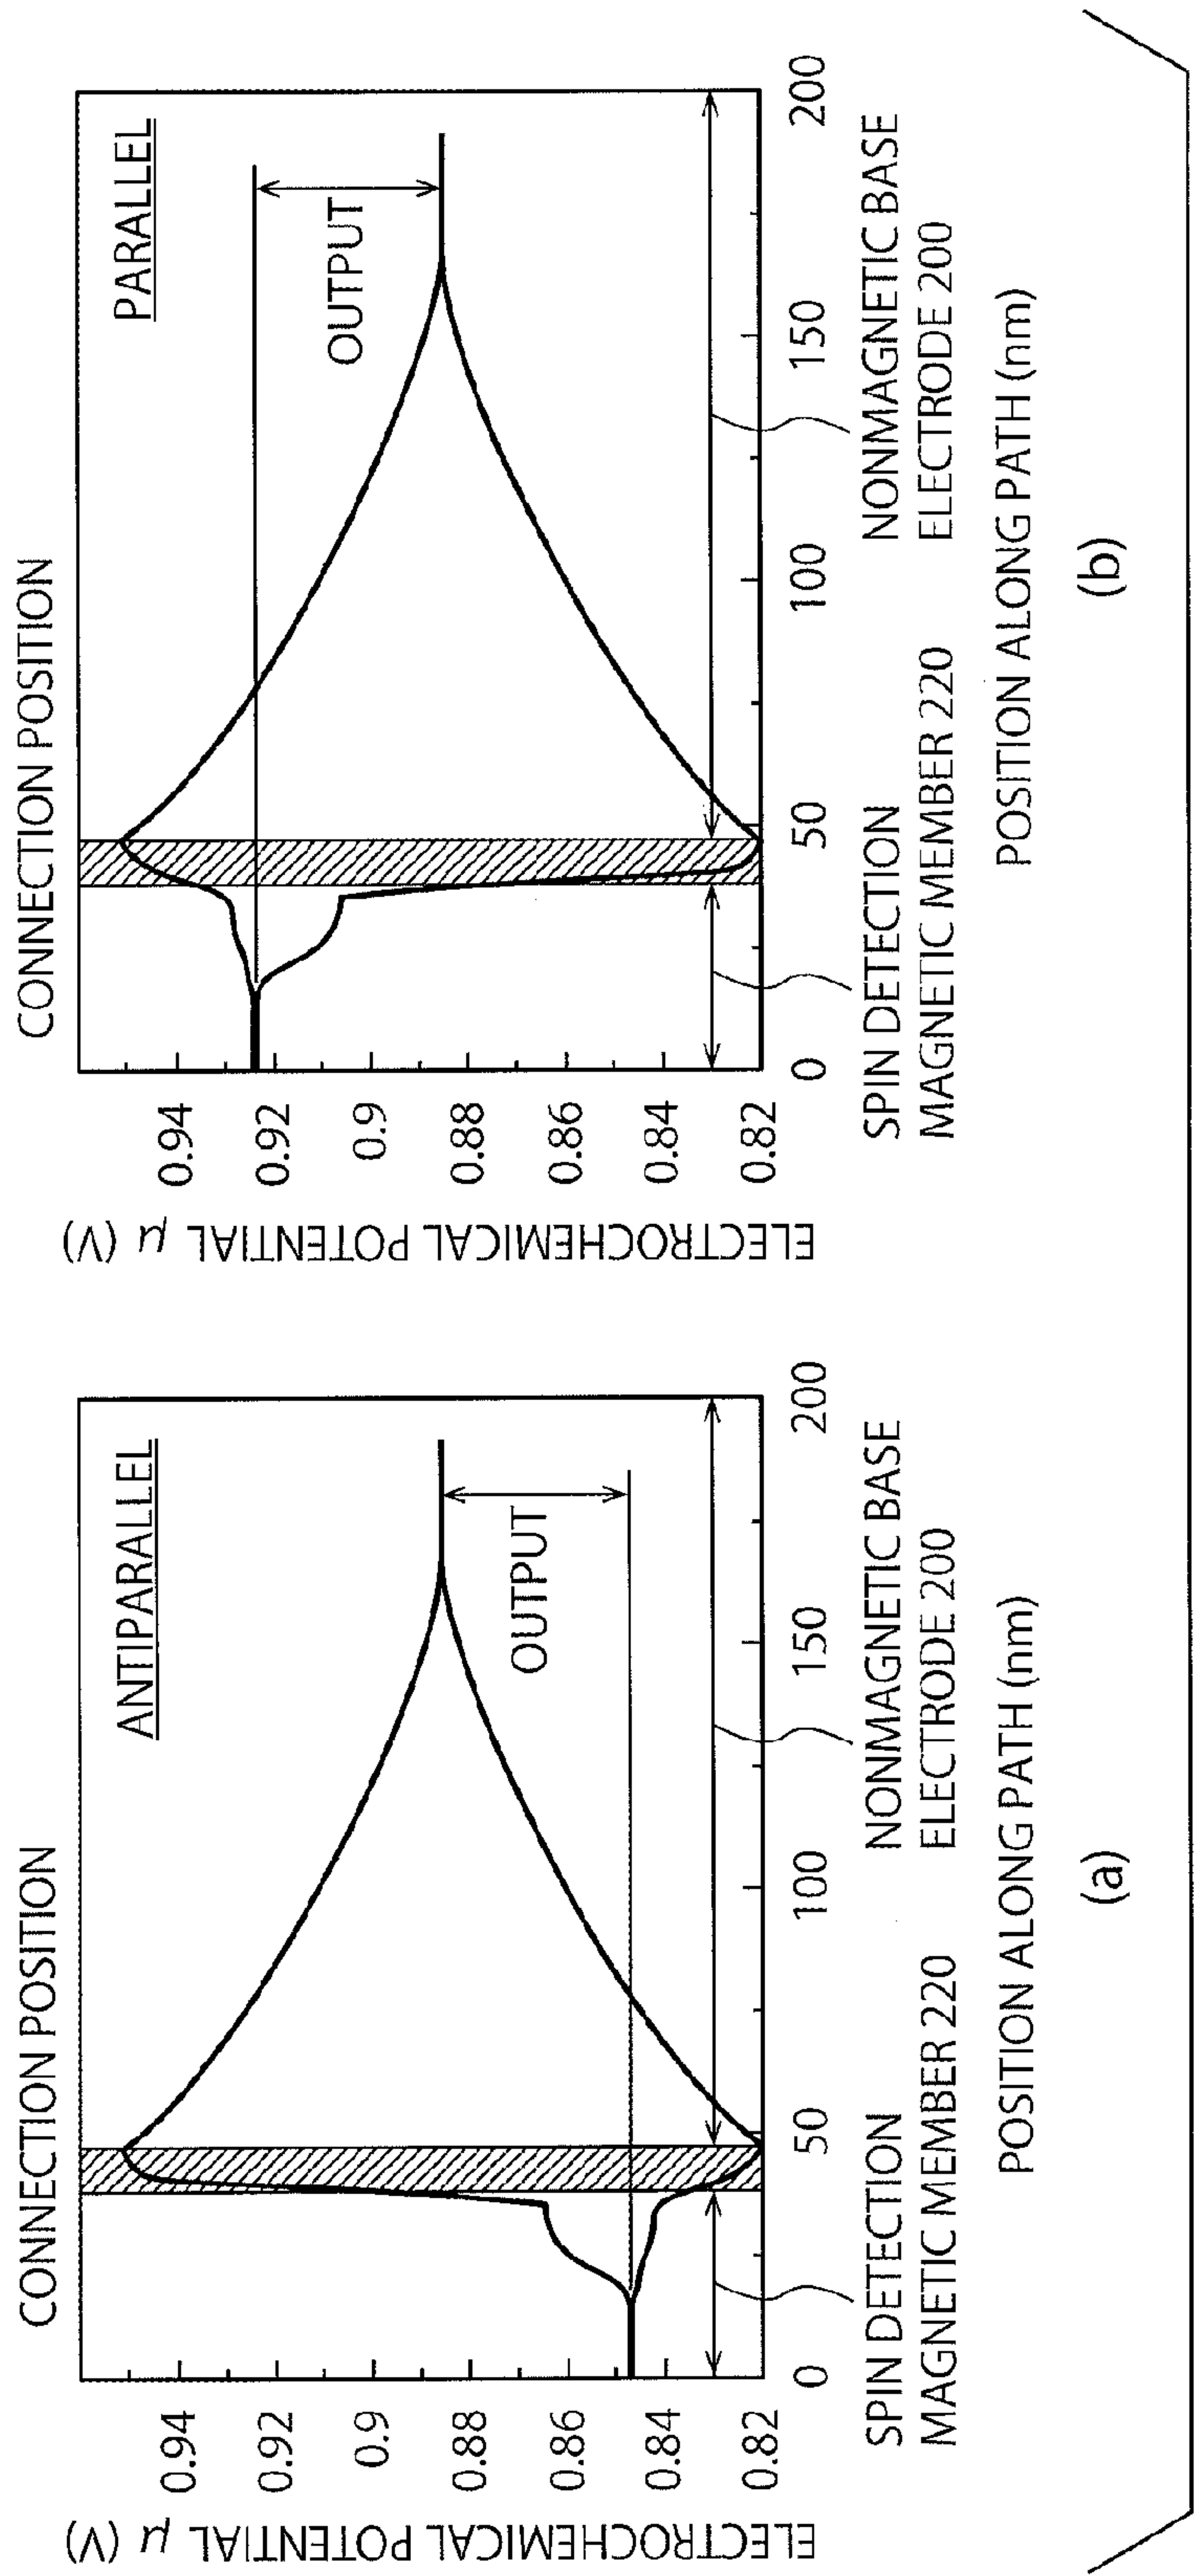 CONNECTION POSITION
ANTIPARALLEL
OUTPUT
ELECTROCHEMICAL POTENTIAL μ (V)
0.94
0.92
0.9
0.88
0.86
0.84
0.82
0
50
100
150
200
SPIN DETECTION
MAGNETIC MEMBER 220
NONMAGNETIC BASE
ELECTRODE 200
POSITION ALONG PATH (nm)
(a)
CONNECTION POSITION
PARALLEL
OUTPUT
ELECTROCHEMICAL POTENTIAL μ (V)
0.94
0.92
0.9
0.88
0.86
0.84
0.82
0
50
100
150
200
SPIN DETECTION
MAGNETIC MEMBER 220
NONMAGNETIC BASE
ELECTRODE 200
POSITION ALONG PATH (nm)
(b)